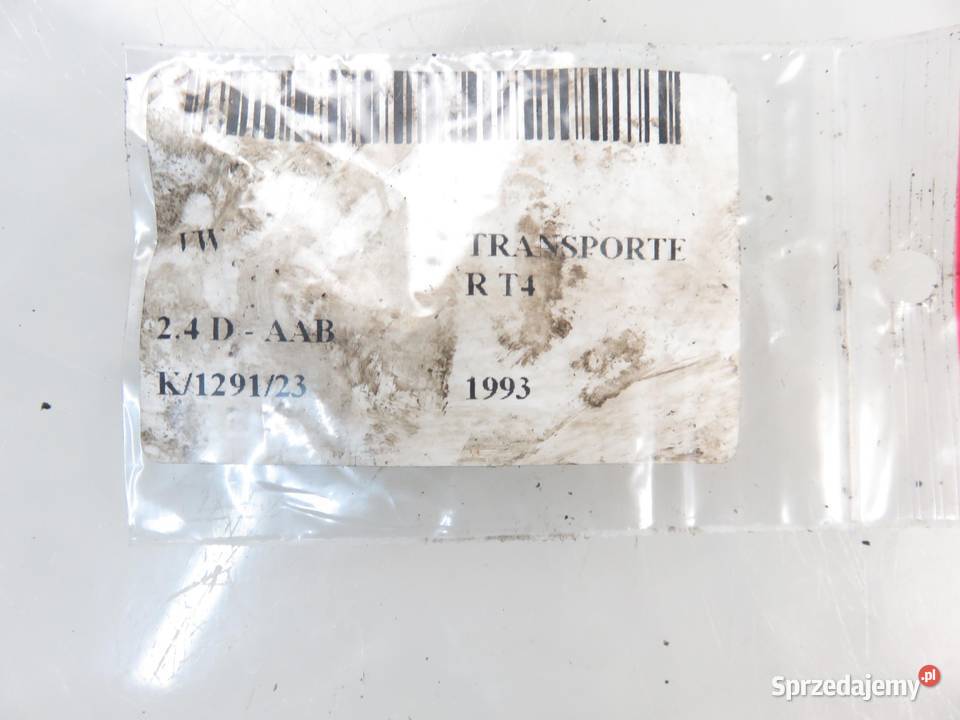 VW TRANSPORTE
R T4
2.4 D - AAB
K/1291/23 1993
Sprzedajemy.pl